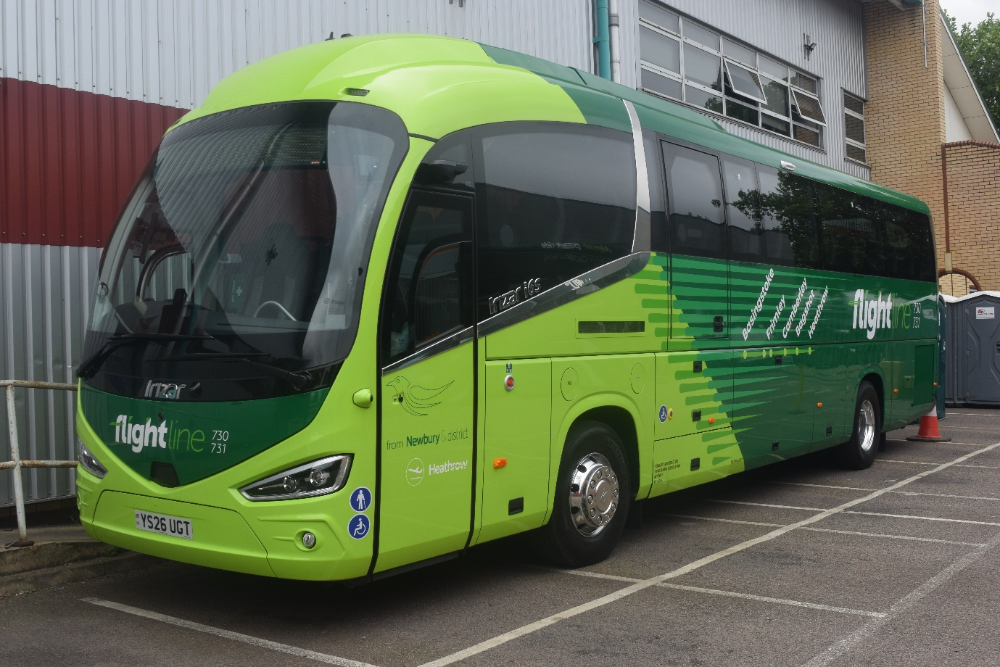 Irizar
flightline 730
731
YS26 UGT
from Newbury & district
Heathrow
Irizar i6s
Basingstoke
Frimley
Camberley
Bagshot
Heathrow
flightline 730
731